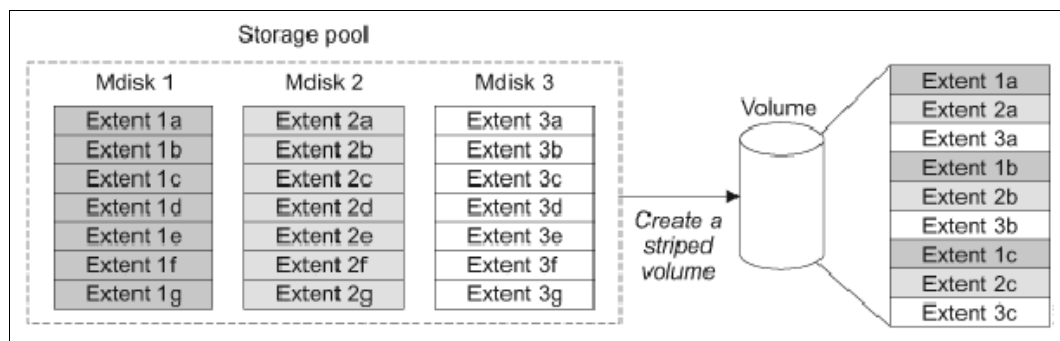 Storage pool
Mdisk 1
Mdisk 2
Mdisk 3
Extent 1a
Extent 1b
Extent 1c
Extent 1d
Extent 1e
Extent 1f
Extent 1g
Extent 2a
Extent 2b
Extent 2c
Extent 2d
Extent 2e
Extent 2f
Extent 2g
Extent 3a
Extent 3b
Extent 3c
Extent 3d
Extent 3e
Extent 3f
Extent 3g
Create a
striped
volume
Volume
Extent 1a
Extent 2a
Extent 3a
Extent 1b
Extent 2b
Extent 3b
Extent 1c
Extent 2c
Extent 3c